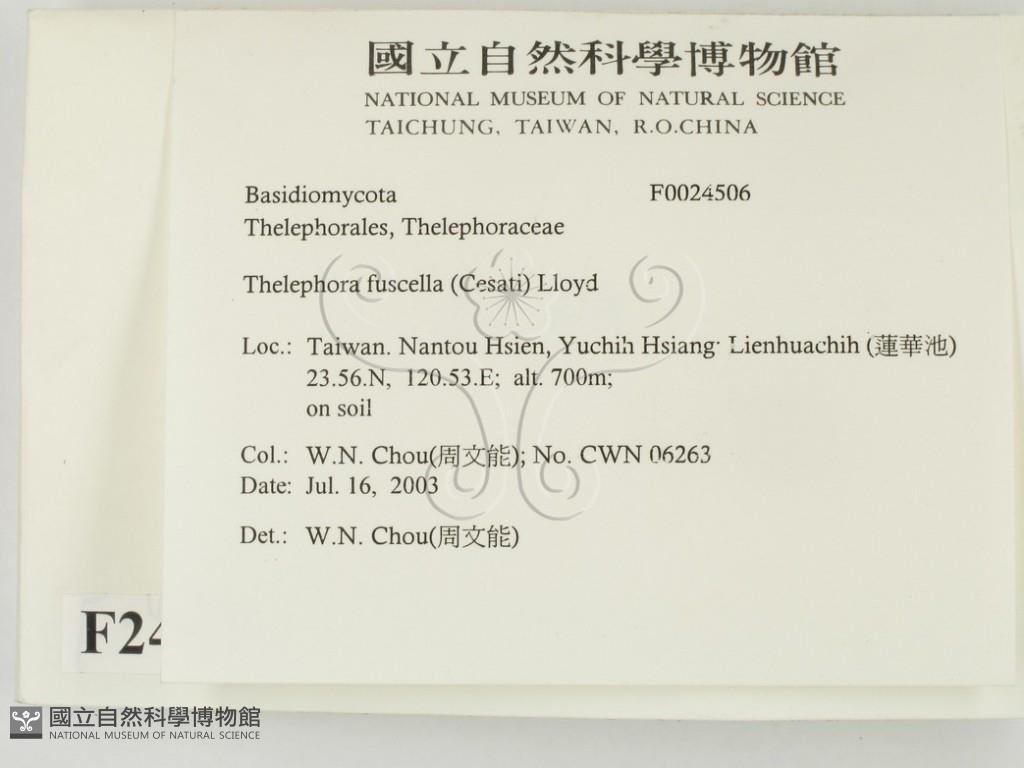 國立自然科學博物館
NATIONAL MUSEUM OF NATURAL SCIENCE
TAICHUNG, TAIWAN, R.O.CHINA
Basidiomycota F0024506
Thelephorales, Thelephoraceae
Thelephora fuscella (Cesati) Lloyd
Loc.: Taiwan. Nantou Hsien, Yuchih Hsiang Lienhuachih (蓮華池)
23.56.N, 120.53.E; alt. 700m;
on soil
Col.: W.N. Chou(周文能); No. CWN 06263
Date: Jul. 16, 2003
Det.: W.N. Chou(周文能)
F24
國立自然科學博物館
NATIONAL MUSEUM OF NATURAL SCIENCE